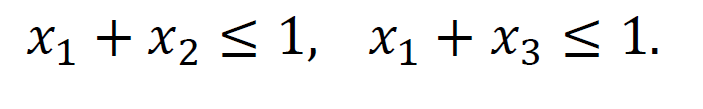 x₁ + x₂ ≤ 1, x₁ + x₃ ≤ 1.